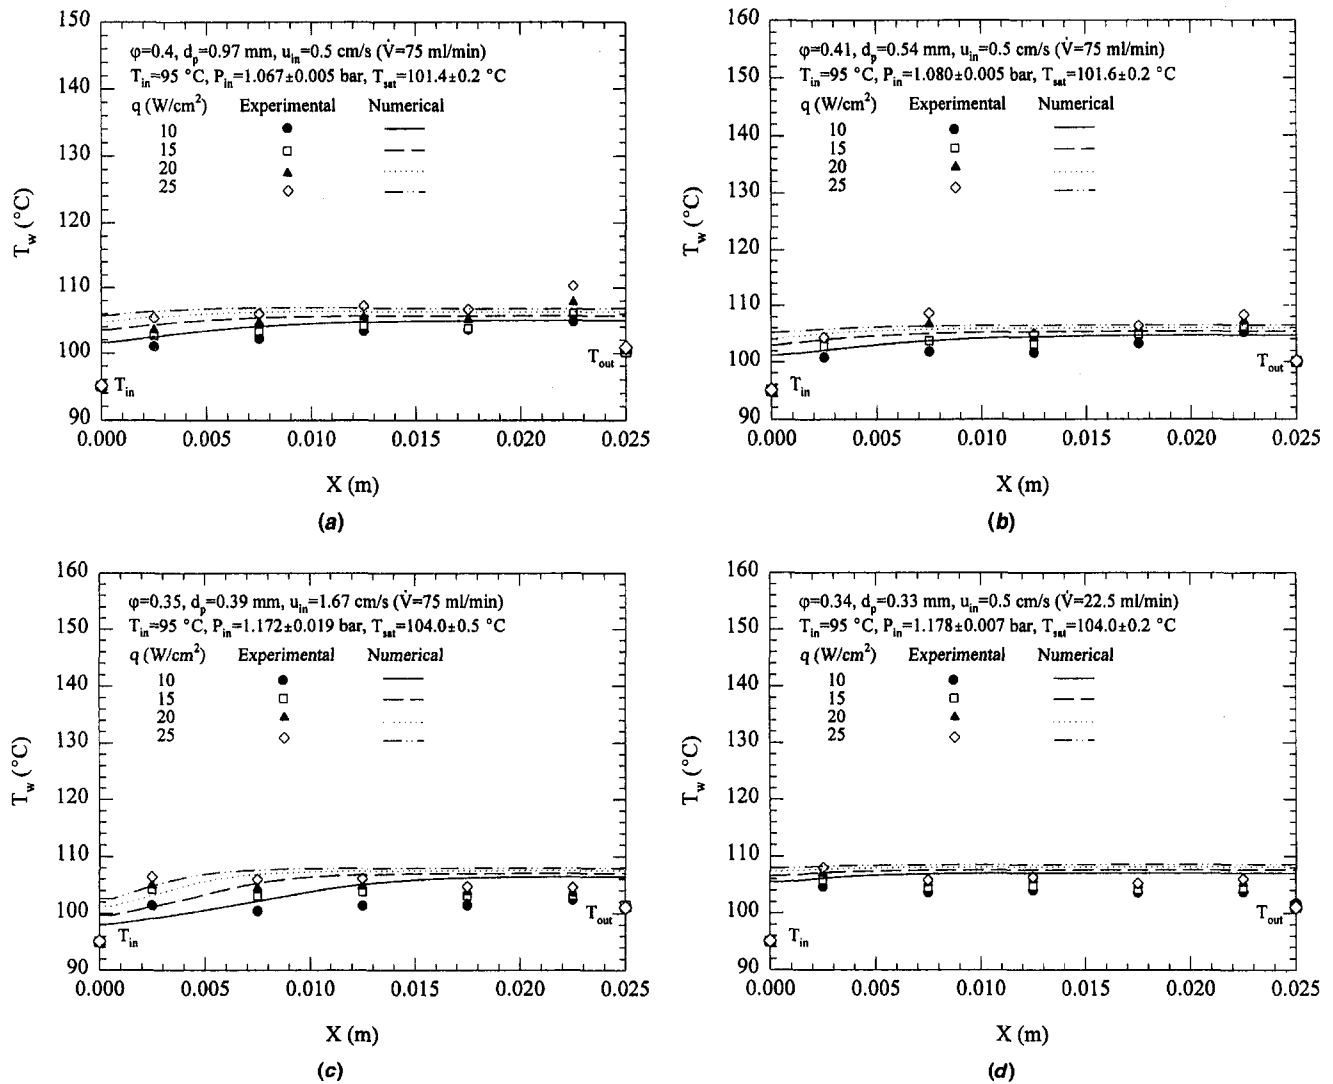 φ=0.4, d_p=0.97 mm, u_in=0.5 cm/s (V̇=75 ml/min)
T_in=95 °C, P_in=1.067±0.005 bar, T_sat=101.4±0.2 °C
q (W/cm²) Experimental Numerical
10
15
20
25
150
140
130
120
110
100
90
T_w (°C)
T_in
T_out
0.000 0.005 0.010 0.015 0.020 0.025
X (m)
(a)
φ=0.41, d_p=0.54 mm, u_in=0.5 cm/s (V̇=75 ml/min)
T_in=95 °C, P_in=1.080±0.005 bar, T_sat=101.6±0.2 °C
q (W/cm²) Experimental Numerical
10
15
20
25
160
150
140
130
120
110
100
90
T_w (°C)
T_in
T_out
0.000 0.005 0.010 0.015 0.020 0.025
X (m)
(b)
φ=0.35, d_p=0.39 mm, u_in=1.67 cm/s (V̇=75 ml/min)
T_in=95 °C, P_in=1.172±0.019 bar, T_sat=104.0±0.5 °C
q (W/cm²) Experimental Numerical
10
15
20
25
160
150
140
130
120
110
100
90
T_w (°C)
T_in
T_out
0.000 0.005 0.010 0.015 0.020 0.025
X (m)
(c)
φ=0.34, d_p=0.33 mm, u_in=0.5 cm/s (V̇=22.5 ml/min)
T_in=95 °C, P_in=1.178±0.007 bar, T_sat=104.0±0.2 °C
q (W/cm²) Experimental Numerical
10
15
20
25
160
150
140
130
120
110
100
90
T_w (°C)
T_in
T_out
0.000 0.005 0.010 0.015 0.020 0.025
X (m)
(d)